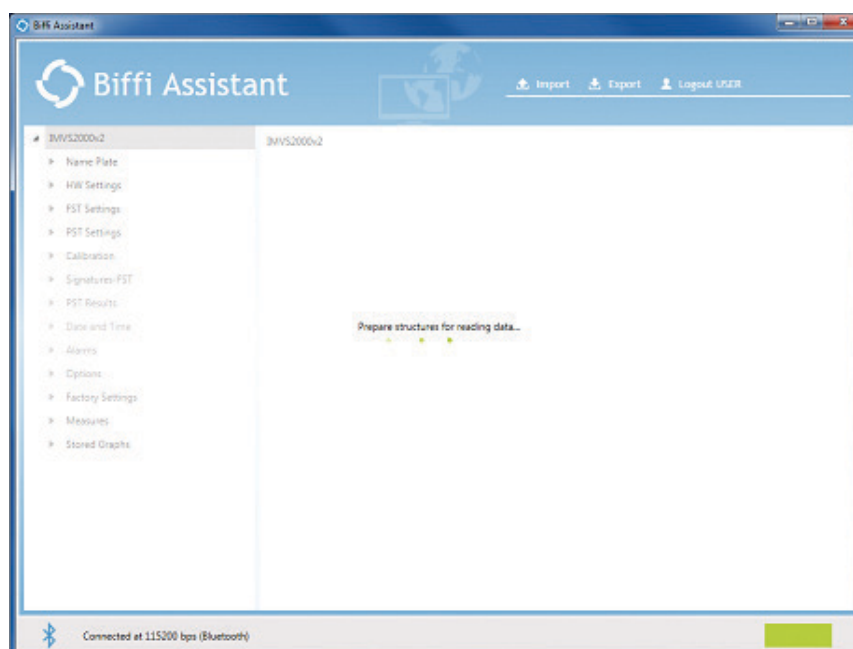 Biffi Assistant
Biffi Assistant
Import Export Logout USER
IMVS2000v2
IMVS2000v2
Name Plate
HW Settings
FST Settings
PST Settings
Calibration
Signatures-PST
PST Results
Date and Time
Alarms
Options
Factory Settings
Measures
Stored Graphs
Prepare structures for reading data...
Connected at 115200 bps (Bluetooth)